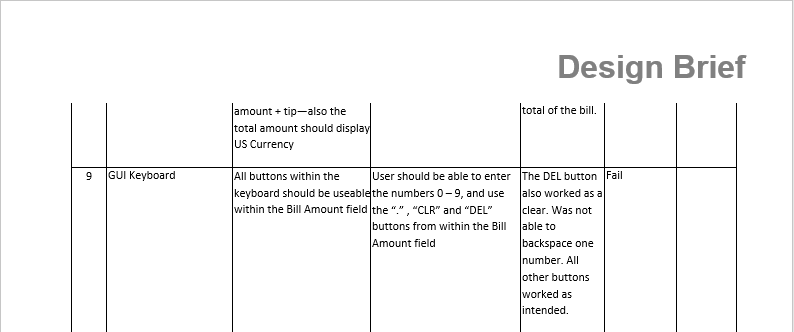 Design Brief
amount + tip—also the
total amount should display
US Currency
total of the bill.
9
GUI Keyboard
All buttons within the
keyboard should be useable
within the Bill Amount field
User should be able to enter
the numbers 0 – 9, and use
the “.” , “CLR” and “DEL”
buttons from within the Bill
Amount field
The DEL button
also worked as a
clear. Was not
able to
backspace one
number. All
other buttons
worked as
intended.
Fail